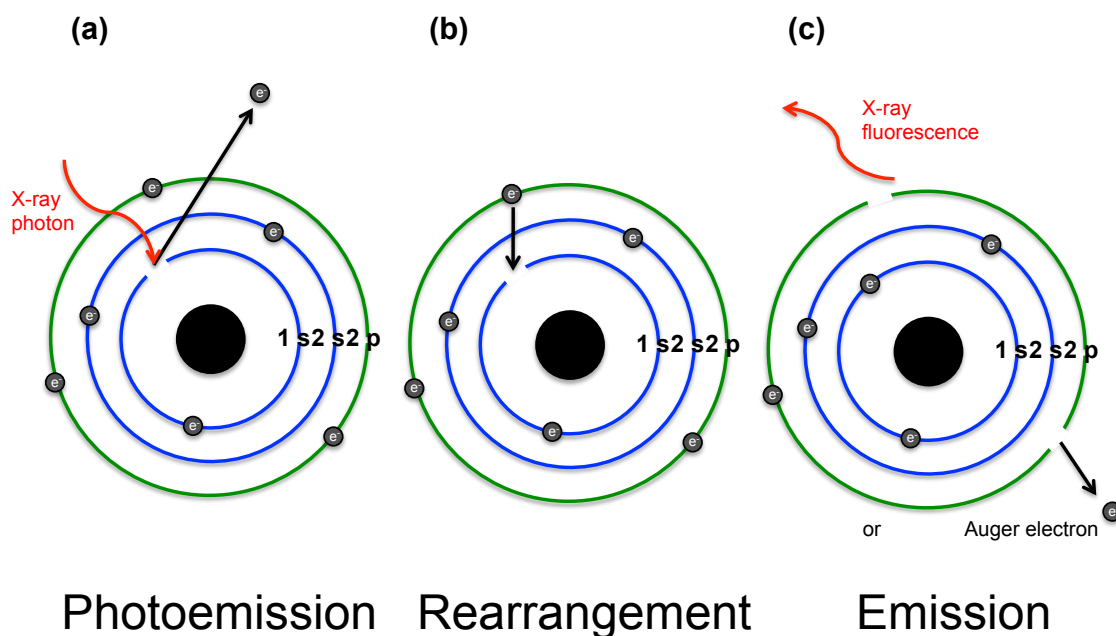 (a)
(b)
(c)
e-
X-ray
photon
e-
e-
e-
e-
e-
e-
1 s2 s2 p
e-
e-
e-
e-
e-
e-
1 s2 s2 p
X-ray
fluorescence
e-
e-
e-
e-
e-
1 s2 s2 p
e-
or
Auger electron
Photoemission
Rearrangement
Emission